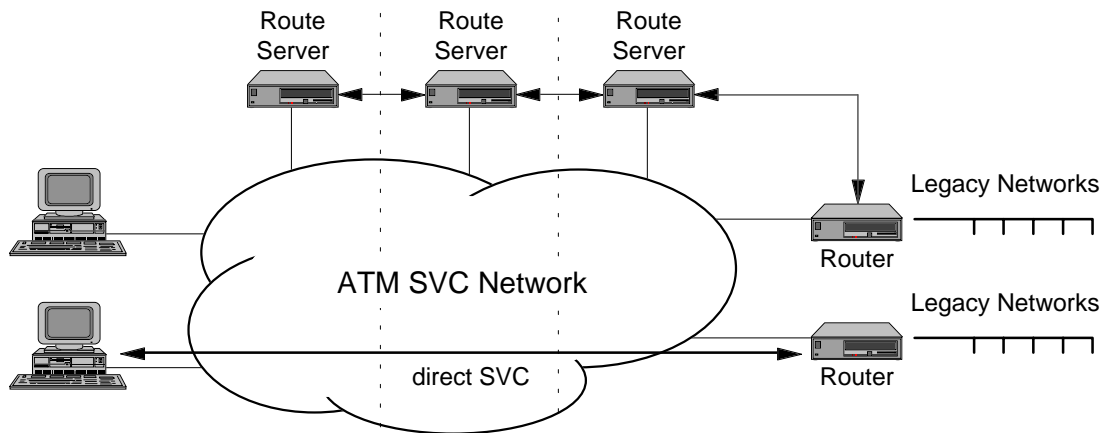 Route
Server
Route
Server
Route
Server
Legacy Networks
Router
ATM SVC Network
Legacy Networks
direct SVC
Router